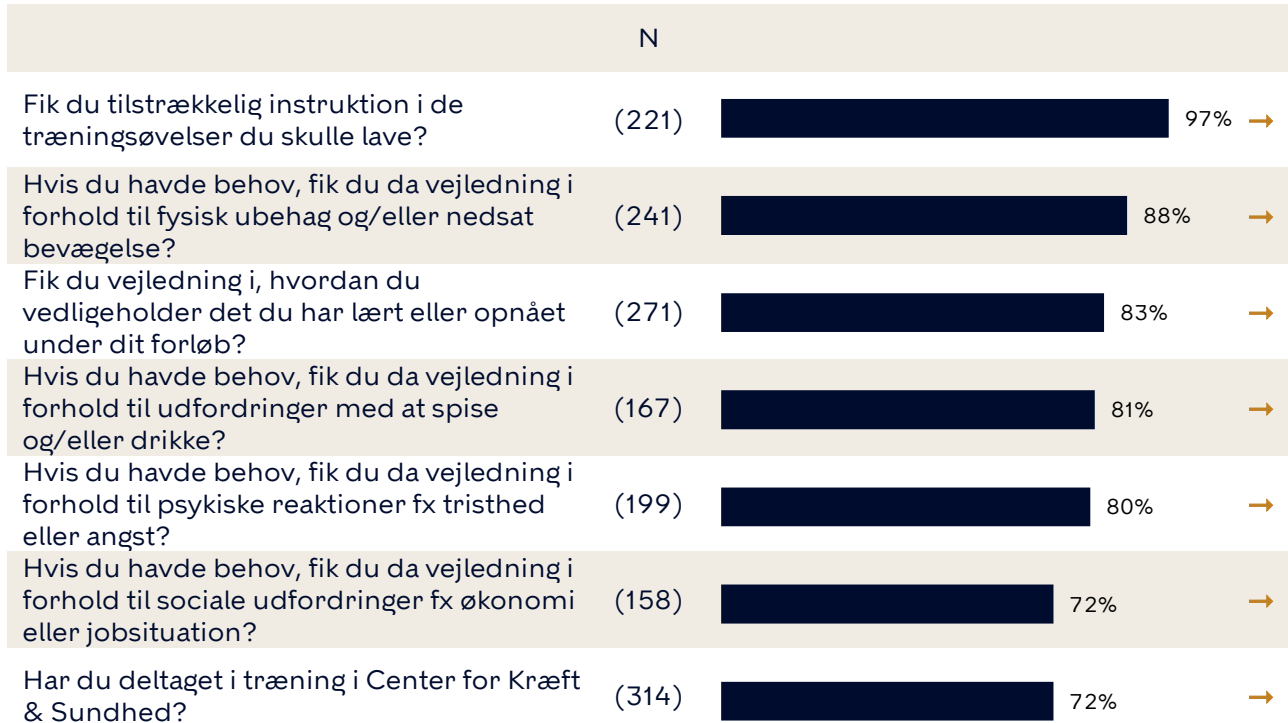 N
Fik du tilstrækkelig instruktion i de
træningsøvelser du skulle lave?
(221)
97% →
Hvis du havde behov, fik du da vejledning i
forhold til fysisk ubehag og/eller nedsat
bevægelse?
(241)
88% →
Fik du vejledning i, hvordan du
vedligeholder det du har lært eller opnået
under dit forløb?
(271)
83% →
Hvis du havde behov, fik du da vejledning i
forhold til udfordringer med at spise
og/eller drikke?
(167)
81% →
Hvis du havde behov, fik du da vejledning i
forhold til psykiske reaktioner fx tristhed
eller angst?
(199)
80% →
Hvis du havde behov, fik du da vejledning i
forhold til sociale udfordringer fx økonomi
eller jobsituation?
(158)
72% →
Har du deltaget i træning i Center for Kræft
& Sundhed?
(314)
72% →